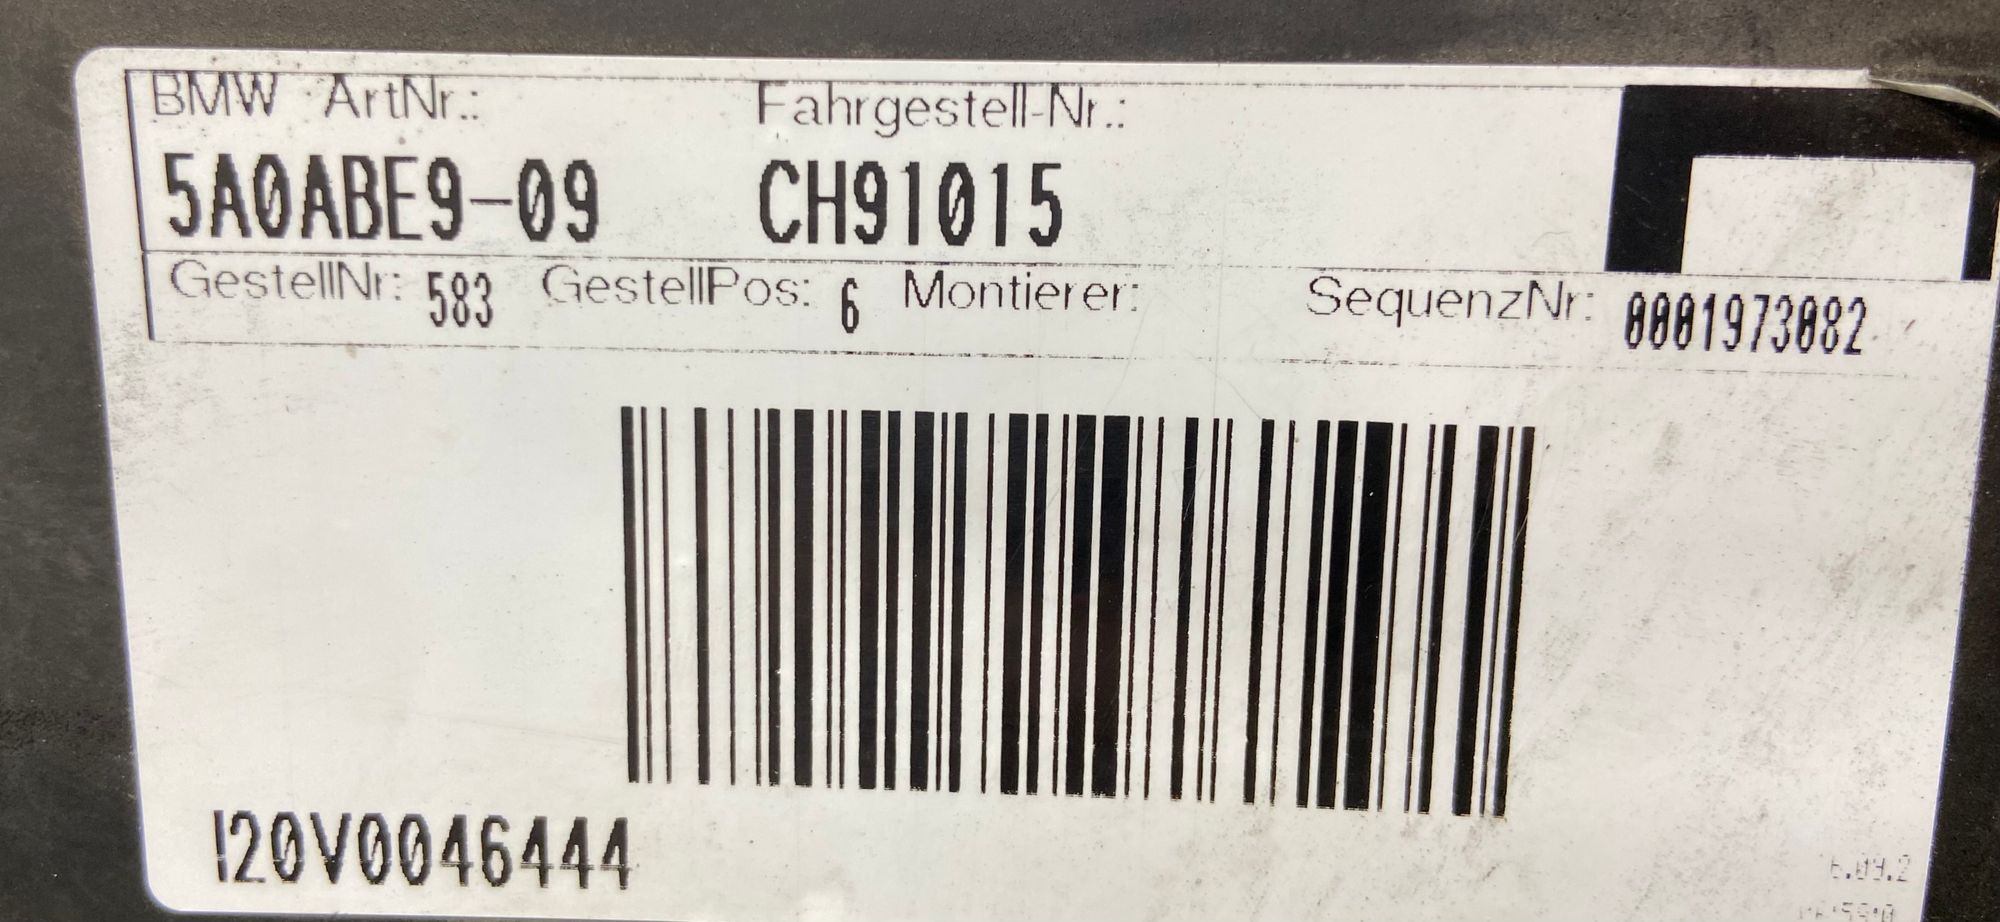 BMW ArtNr.: Fahrgestell-Nr.:
5A0ABE9-09 CH91015
GestellNr: 583 GestellPos: 6 Montierer: SequenzNr: 0001973082
I20V0046444